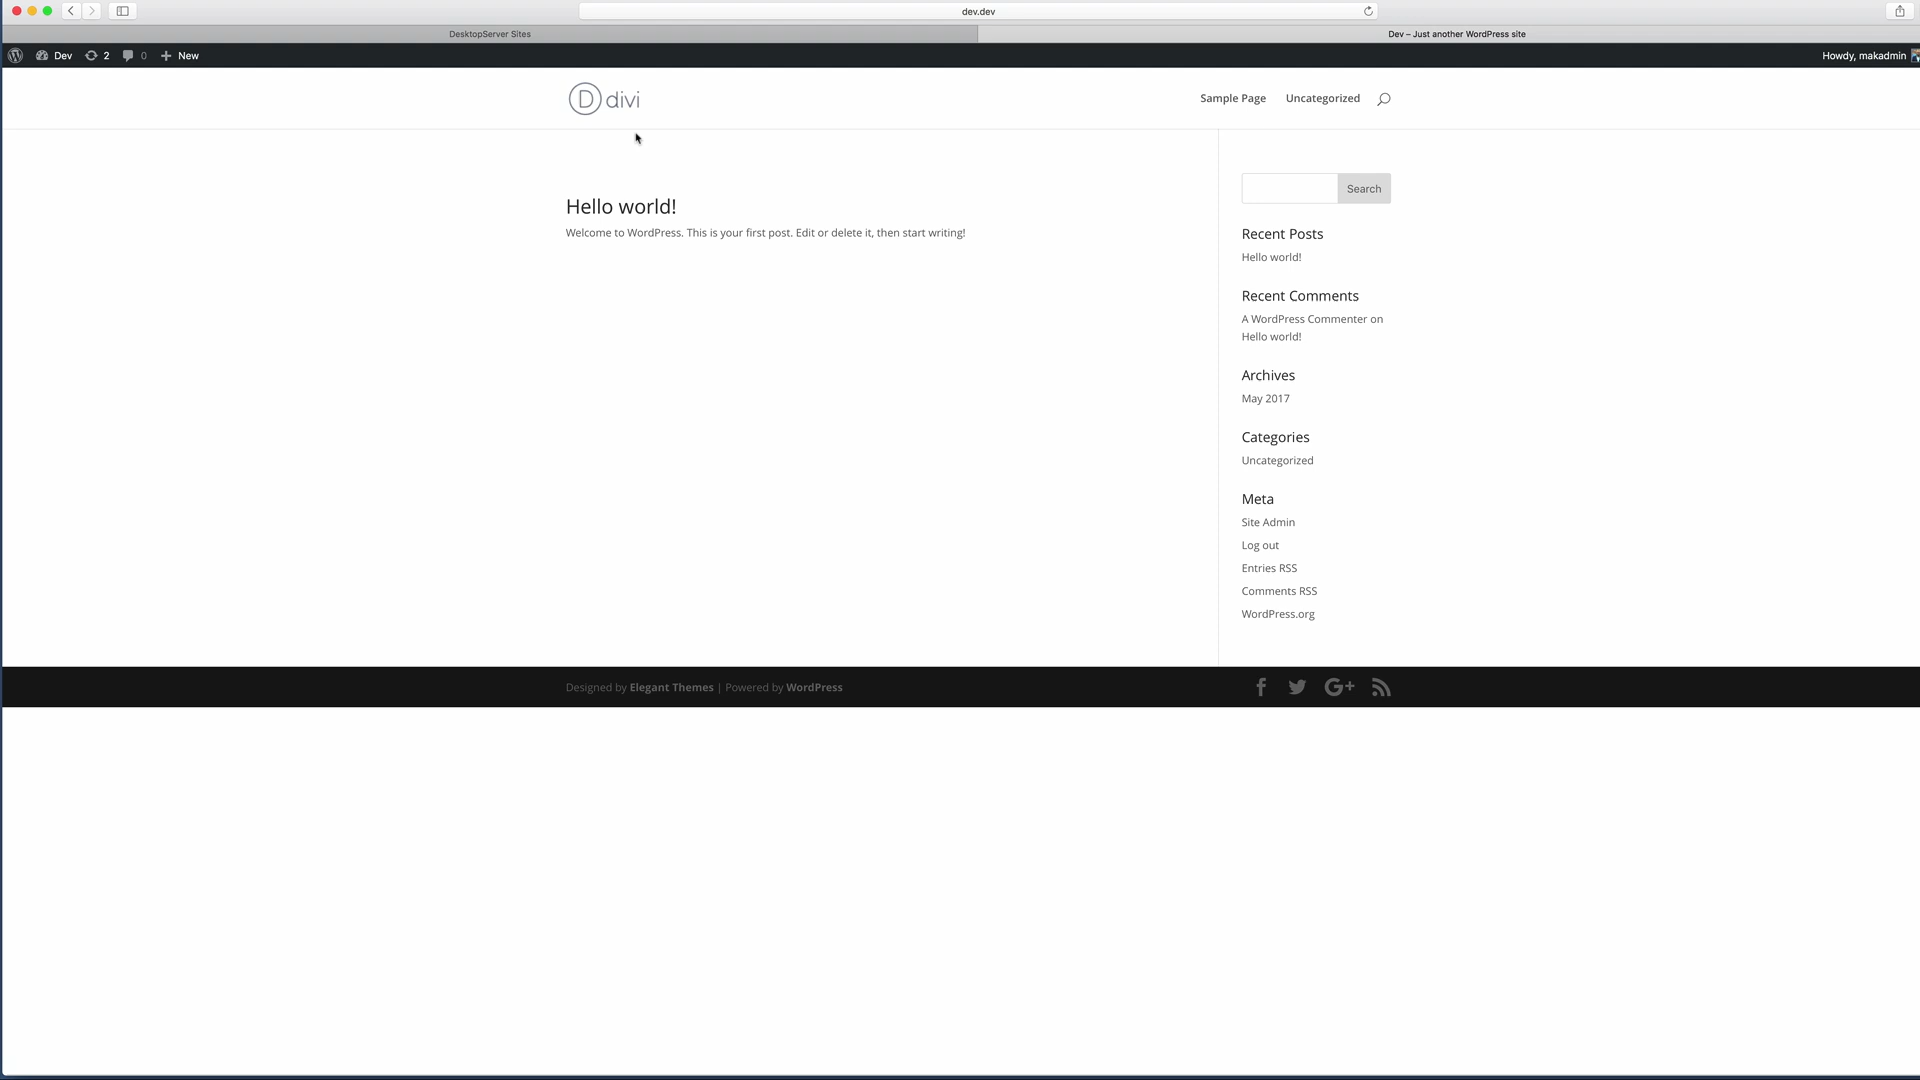 dev.dev
DesktopServer Sites
Dev – Just another WordPress site
Dev
2
0
New
Howdy, makadmin
D divi
Sample Page
Uncategorized
Hello world!
Welcome to WordPress. This is your first post. Edit or delete it, then start writing!
Search
Recent Posts
Hello world!
Recent Comments
A WordPress Commenter on
Hello world!
Archives
May 2017
Categories
Uncategorized
Meta
Site Admin
Log out
Entries RSS
Comments RSS
WordPress.org
Designed by Elegant Themes | Powered by WordPress
G+